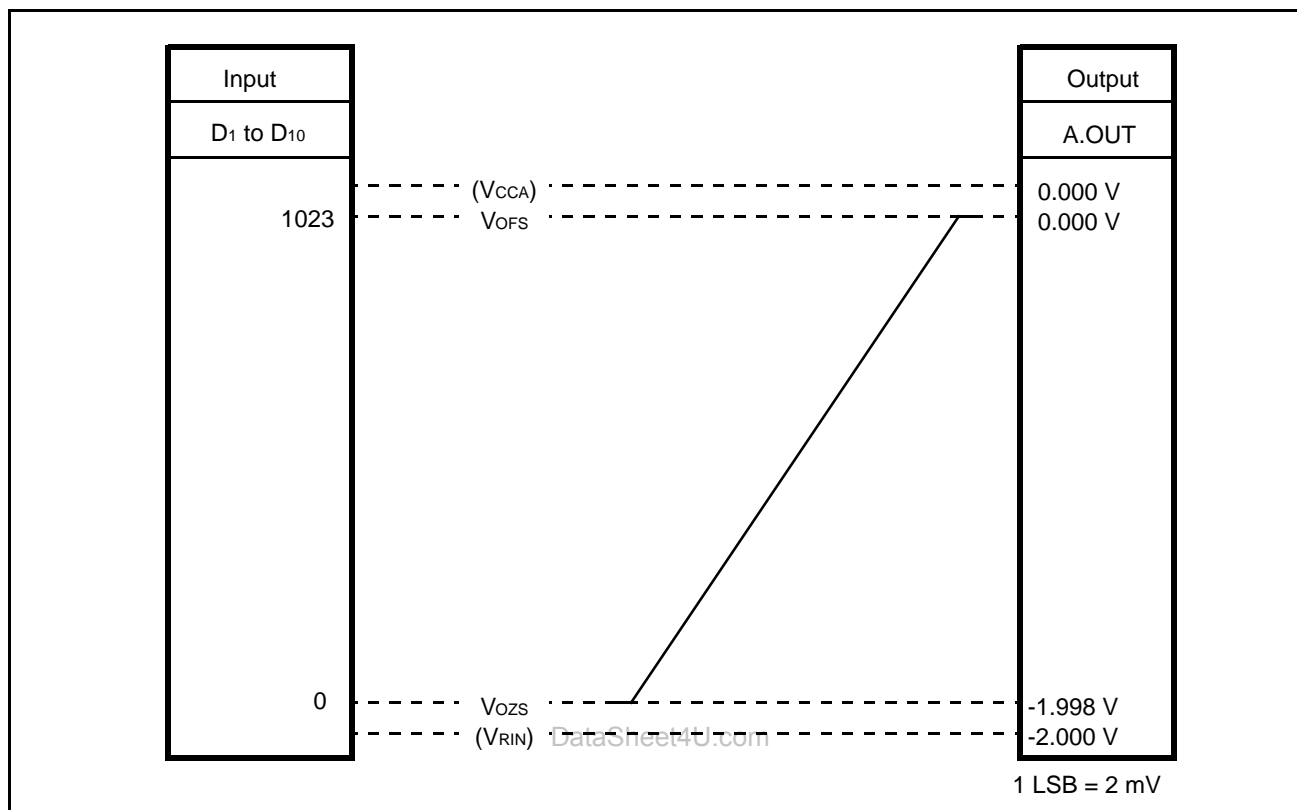 Input
D1 to D10
1023
0
(VCCA)
VOFS
VOZS
(VRIN)
DataSheet4U.com
Output
A.OUT
0.000 V
0.000 V
-1.998 V
-2.000 V
1 LSB = 2 mV